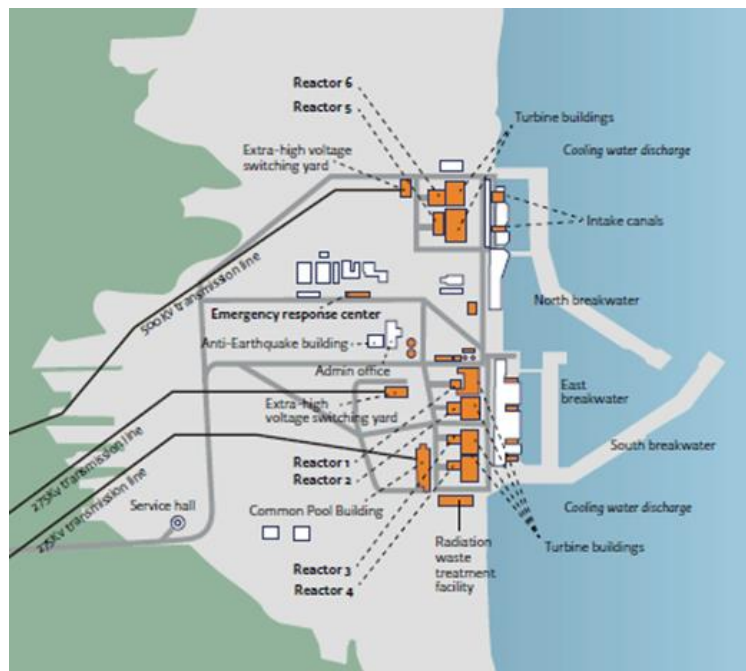 Reactor 6
Reactor 5
Turbine buildings
Extra-high voltage
switching yard
Cooling water discharge
Intake canals
500 Kv transmission line
North breakwater
Emergency response center
Anti-Earthquake building
Admin office
Extra-high
voltage switching yard
East
breakwater
275Kv transmission line
South breakwater
Reactor 1
Reactor 2
275Kv transmission line
Service hall
Common Pool Building
Cooling water discharge
Radiation
waste
treatment
facility
Turbine buildings
Reactor 3
Reactor 4